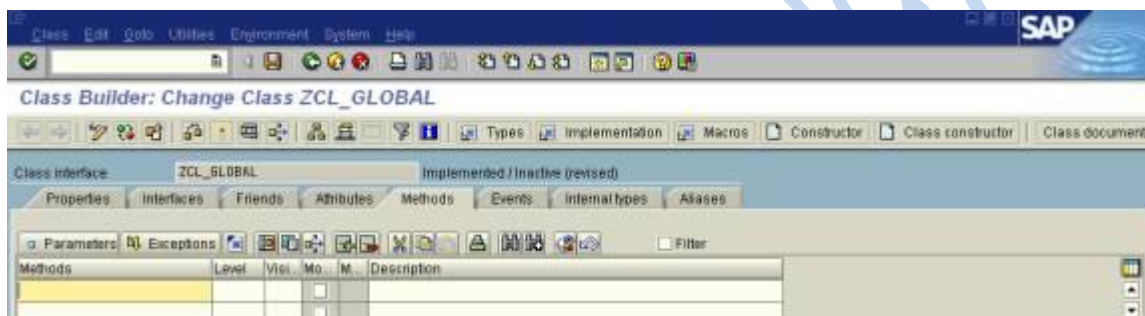 Class Edit Goto Utilities Environment System Help
SAP
Class Builder: Change Class ZCL_GLOBAL
Types Implementation Macros Constructor Class constructor Class document
Class interface ZCL_GLOBAL Implemented / Inactive (revised)
Properties Interfaces Friends Attributes Methods Events Internal types Aliases
Parameters Exceptions Filter
Methods Level Visi.. Mo.. M... Description